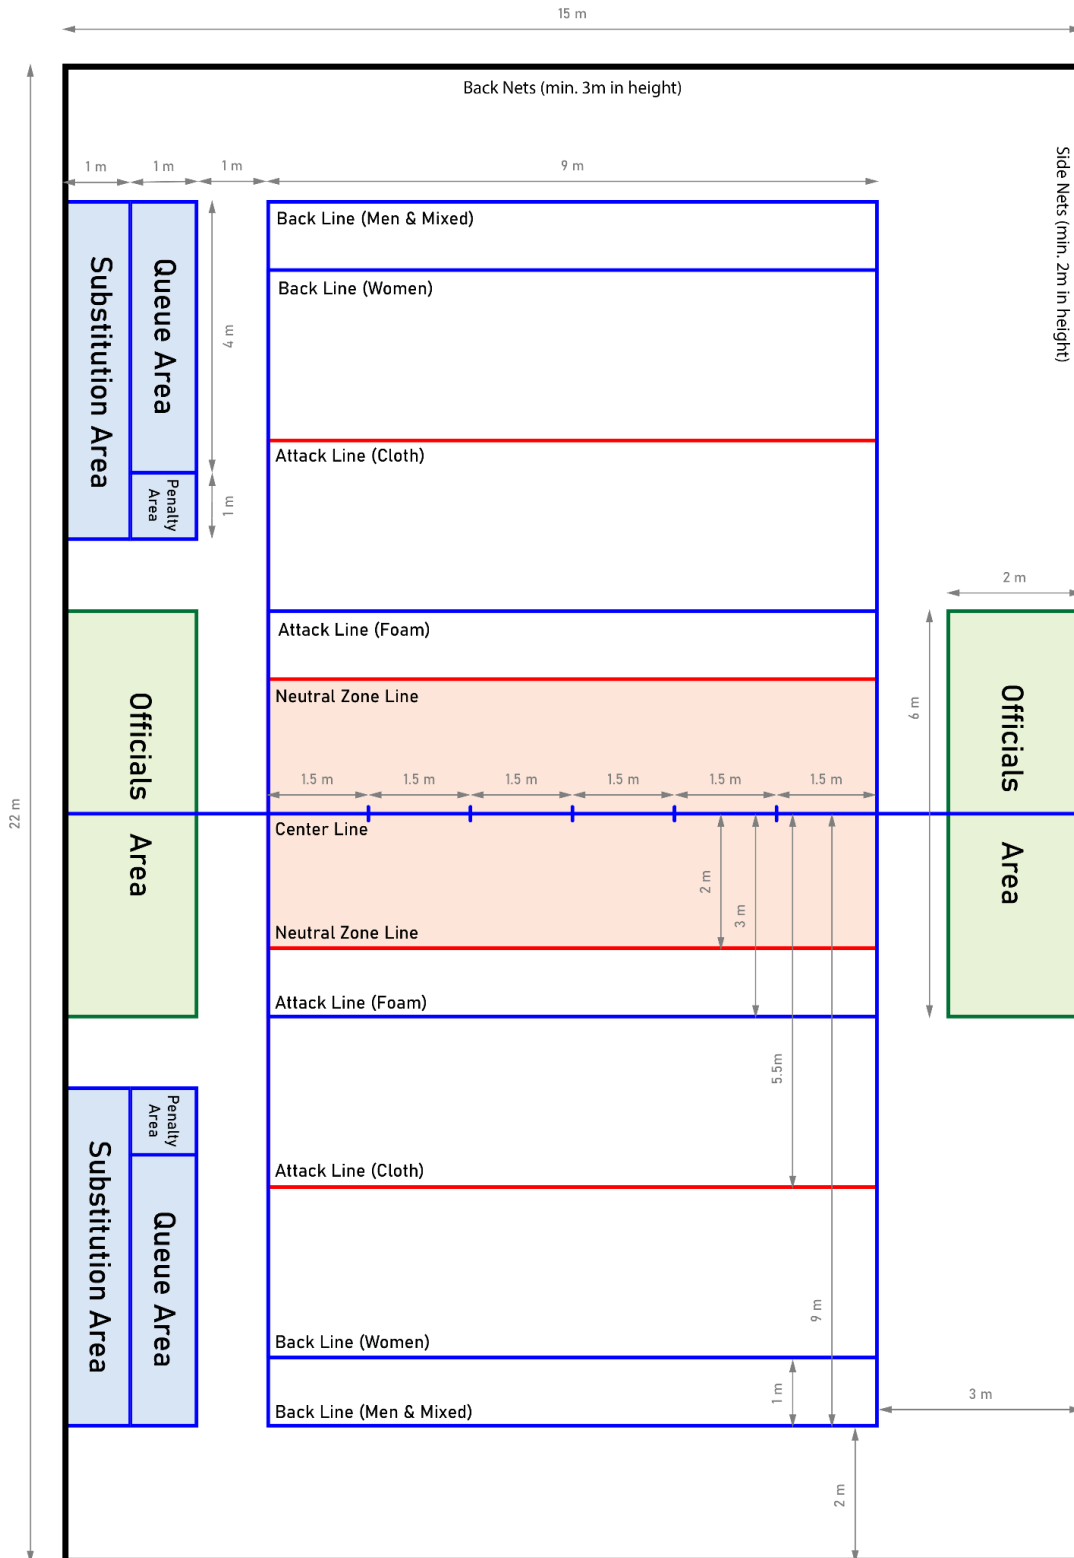 15 m
Back Nets (min. 3m in height)
Side Nets (min. 2m in height)
1 m
1 m
1 m
9 m
Back Line (Men & Mixed)
Back Line (Women)
Substitution Area
Queue Area
4 m
Attack Line (Cloth)
Penalty
Area
1 m
2 m
Attack Line (Foam)
Neutral Zone Line
Officials
Officials
6 m
1.5 m
1.5 m
1.5 m
1.5 m
1.5 m
1.5 m
22 m
Center Line
Area
Area
2 m
3 m
Neutral Zone Line
Attack Line (Foam)
5.5m
Penalty
Area
Attack Line (Cloth)
Substitution Area
Queue Area
9 m
Back Line (Women)
1 m
3 m
Back Line (Men & Mixed)
2 m